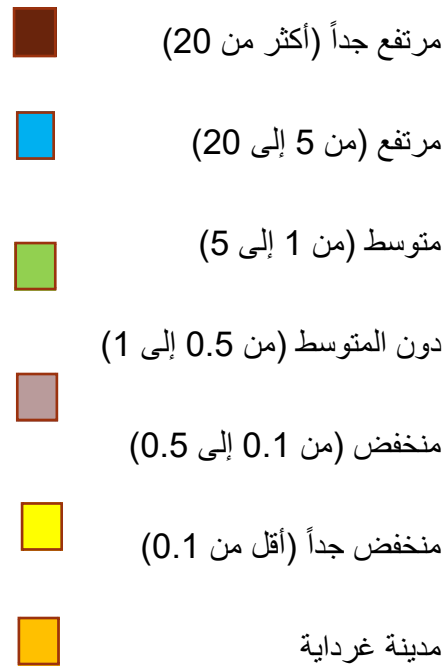 مرتفع جداً (أكثر من 20)
مرتفع (من 5 إلى 20)
متوسط (من 1 إلى 5)
دون المتوسط (من 0.5 إلى 1)
منخفض (من 0.1 إلى 0.5)
منخفض جداً (أقل من 0.1)
مدينة غرداية